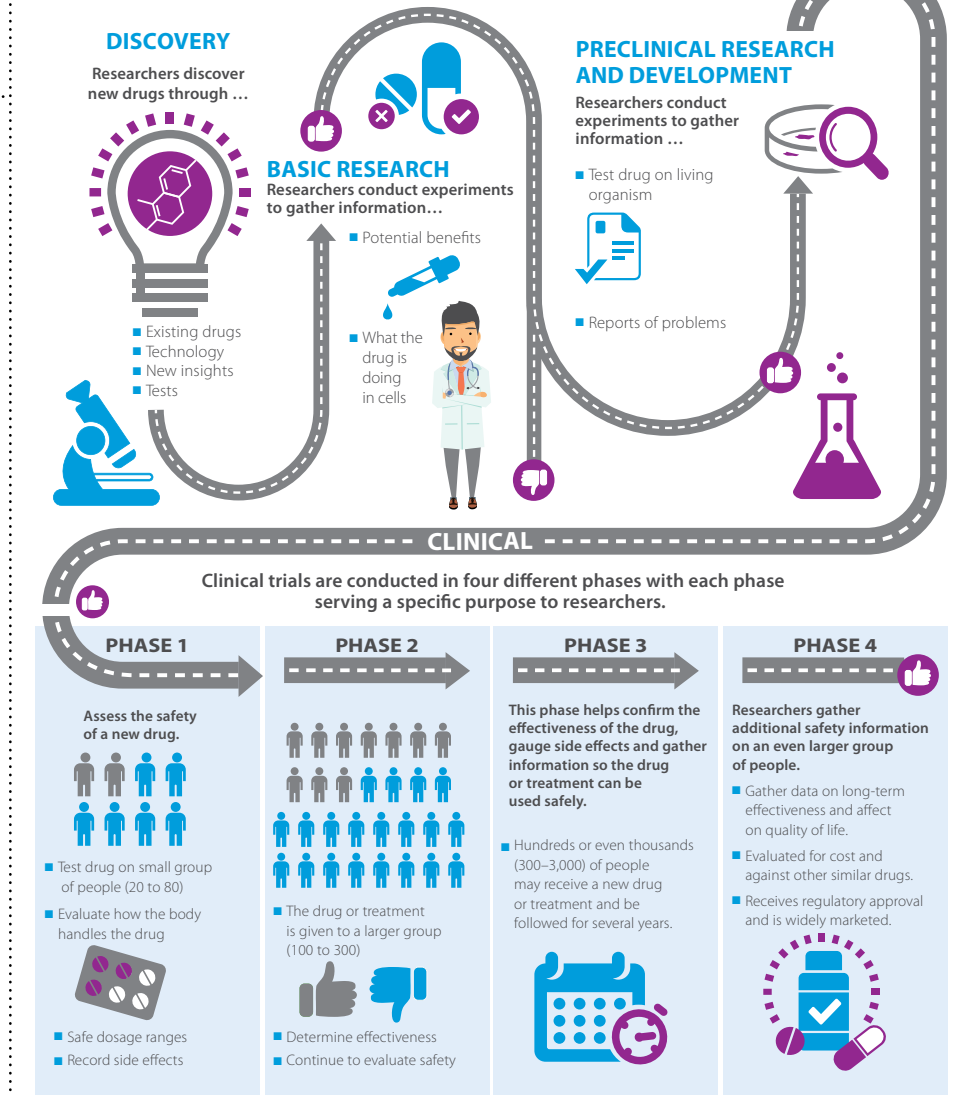 DISCOVERY
Researchers discover
new drugs through …
■ Existing drugs
■ Technology
■ New insights
■ Tests
BASIC RESEARCH
Researchers conduct experiments
to gather information…
■ Potential benefits
■ What the
drug is
doing
in cells
PRECLINICAL RESEARCH
AND DEVELOPMENT
Researchers conduct
experiments to gather
information …
■ Test drug on living
organism
■ Reports of problems
CLINICAL
Clinical trials are conducted in four different phases with each phase
serving a specific purpose to researchers.
PHASE 1
Assess the safety
of a new drug.
■ Test drug on small group
of people (20 to 80)
■ Evaluate how the body
handles the drug
■ Safe dosage ranges
■ Record side effects
PHASE 2
■ The drug or treatment
is given to a larger group
(100 to 300)
■ Determine effectiveness
■ Continue to evaluate safety
PHASE 3
This phase helps confirm the
effectiveness of the drug,
gauge side effects and gather
information so the drug
or treatment can be
used safely.
■ Hundreds or even thousands
(300–3,000) of people
may receive a new drug
or treatment and be
followed for several years.
PHASE 4
Researchers gather
additional safety information
on an even larger group
of people.
■ Gather data on long-term
effectiveness and affect
on quality of life.
■ Evaluated for cost and
against other similar drugs.
■ Receives regulatory approval
and is widely marketed.